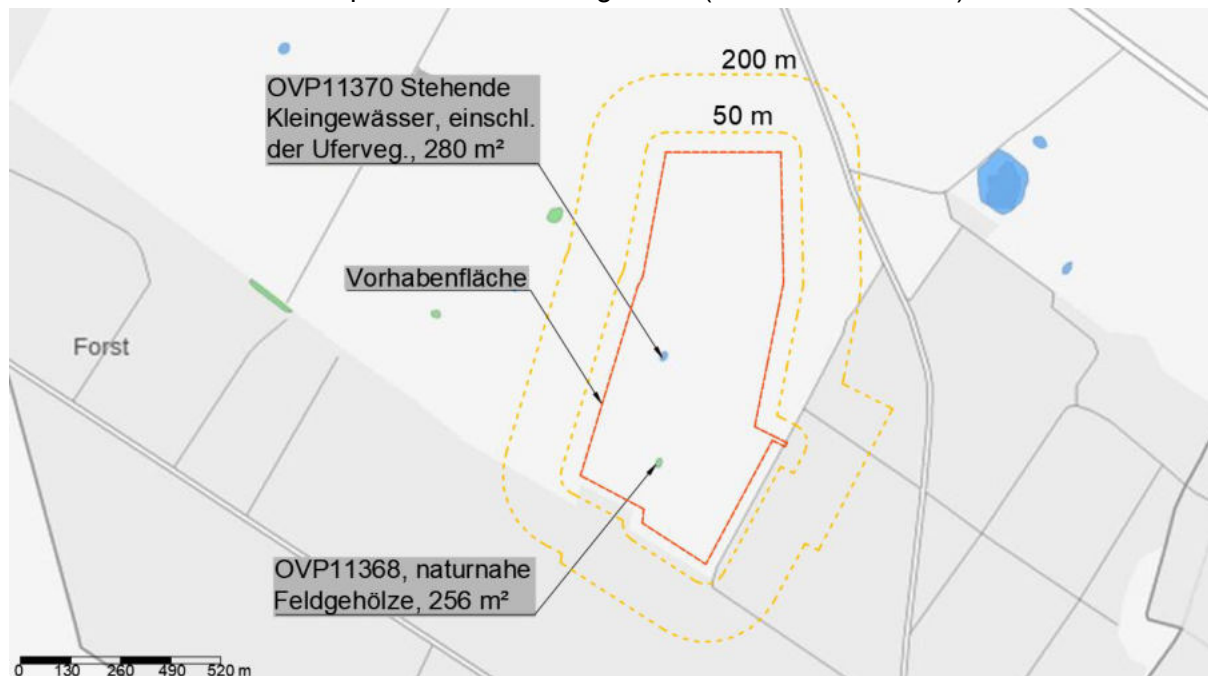 200 m
OVP11370 Stehende
Kleingewässer, einschl.
der Uferveg., 280 m²
50 m
Vorhabenfläche
Forst
OVP11368, naturnahe
Feldgehölze, 256 m²
0 130 260 490 520 m